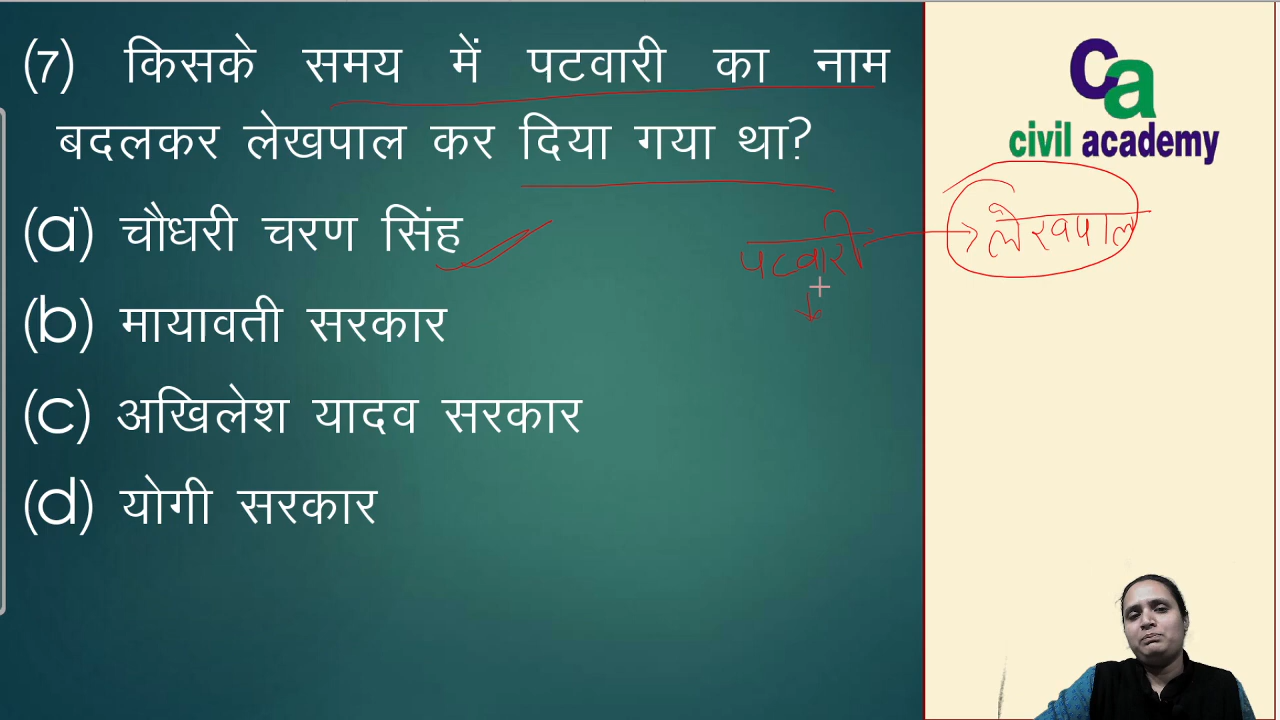 (7) किसके समय में पटवारी का नाम
बदलकर लेखपाल कर दिया गया था?
(a) चौधरी चरण सिंह
(b) मायावती सरकार
(c) अखिलेश यादव सरकार
(d) योगी सरकार
पटवारी
लेखपाल
ca
civil academy